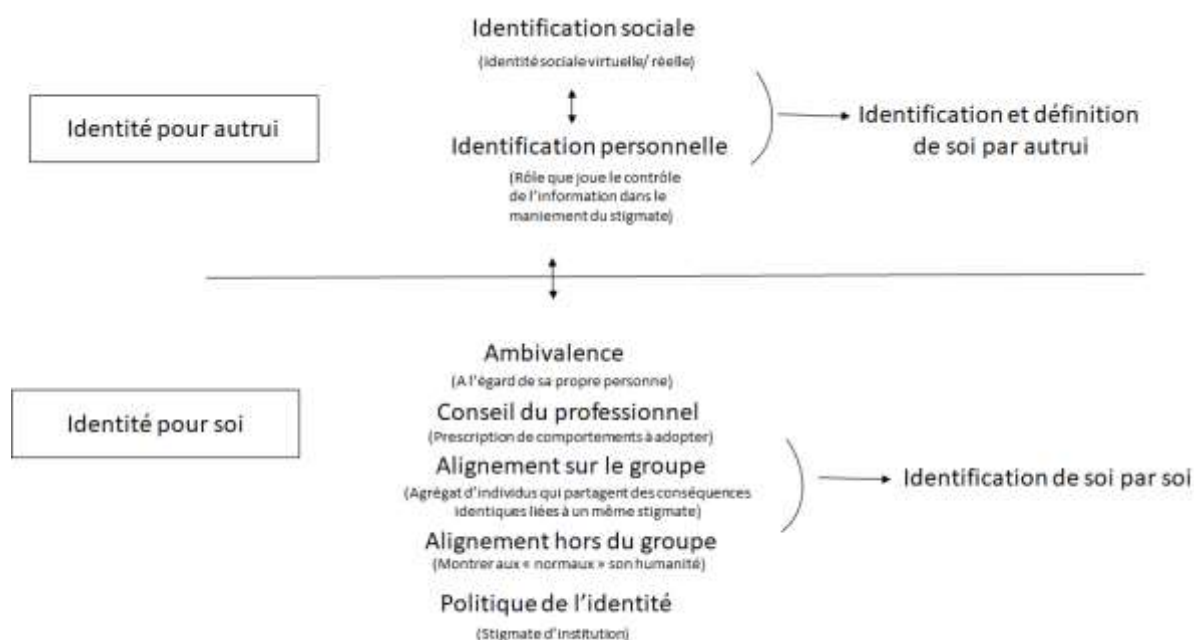 Identification sociale
(identité sociale virtuelle/ réelle)
Identité pour autrui
Identification personnelle
(Rôle que joue le contrôle
de l'information dans le
maniement du stigmate)
Identification et définition
de soi par autrui
Ambivalence
(A l'égard de sa propre personne)
Identité pour soi
Conseil du professionnel
(Prescription de comportements à adopter)
Alignement sur le groupe
(Agrégat d'individus qui partagent des conséquences
identiques liées à un même stigmate)
Alignement hors du groupe
(Montrer aux « normaux » son humanité)
Identification de soi par soi
Politique de l'identité
(Stigmate d'institution)